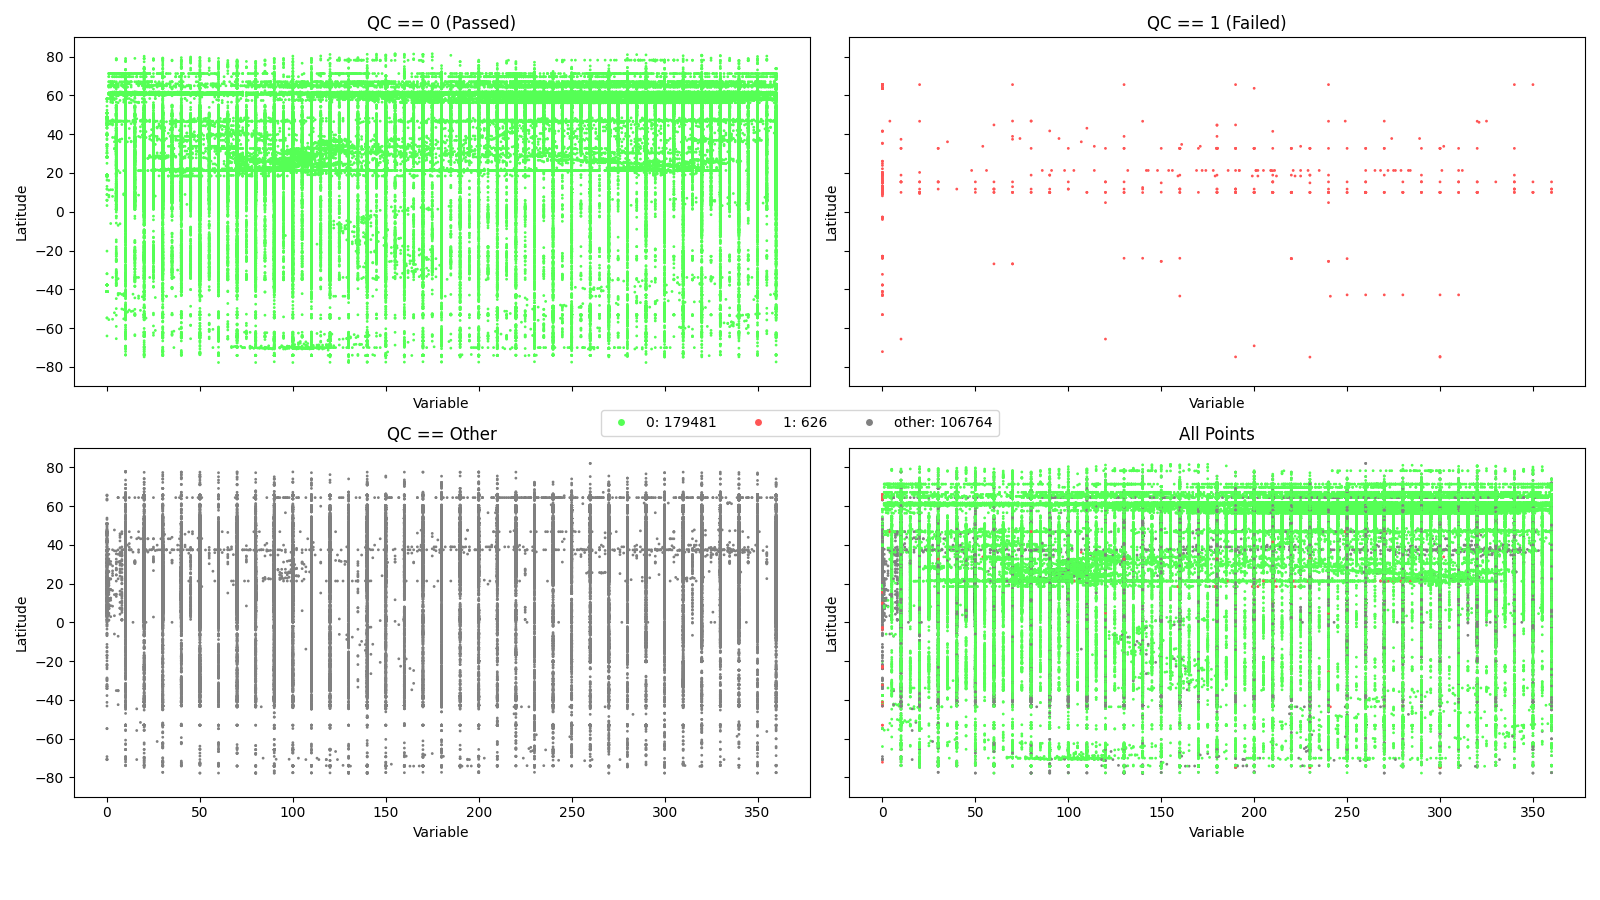 QC == 0 (Passed)
QC == 1 (Failed)
80
60
40
20
0
−20
−40
−60
−80
Latitude
Latitude
Variable
Variable
0: 179481
1: 626
other: 106764
QC == Other
All Points
80
60
40
20
0
−20
−40
−60
−80
Latitude
Latitude
0 50 100 150 200 250 300 350
0 50 100 150 200 250 300 350
Variable
Variable